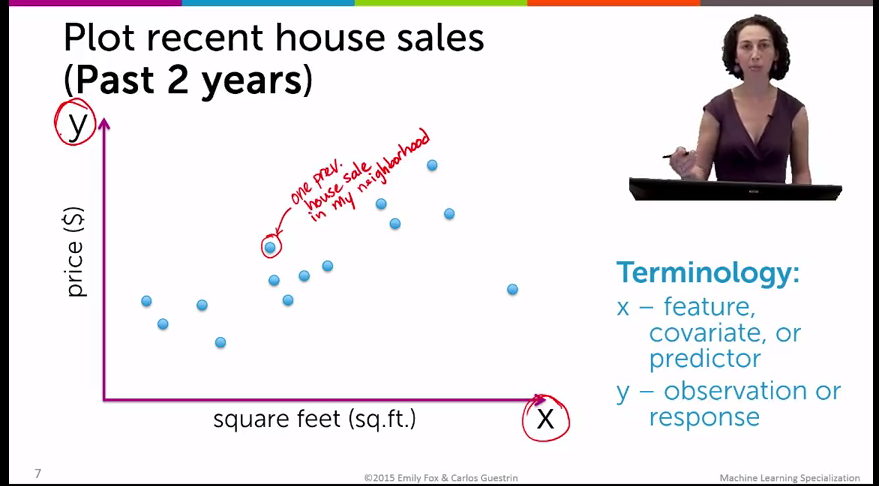 Plot recent house sales
(Past 2 years)
y
one prev.
house sale
in my neighborhood
price ($)
square feet (sq.ft.)
x
Terminology:
x – feature,
covariate, or
predictor
y – observation or
response
7
©2015 Emily Fox & Carlos Guestrin
Machine Learning Specialization